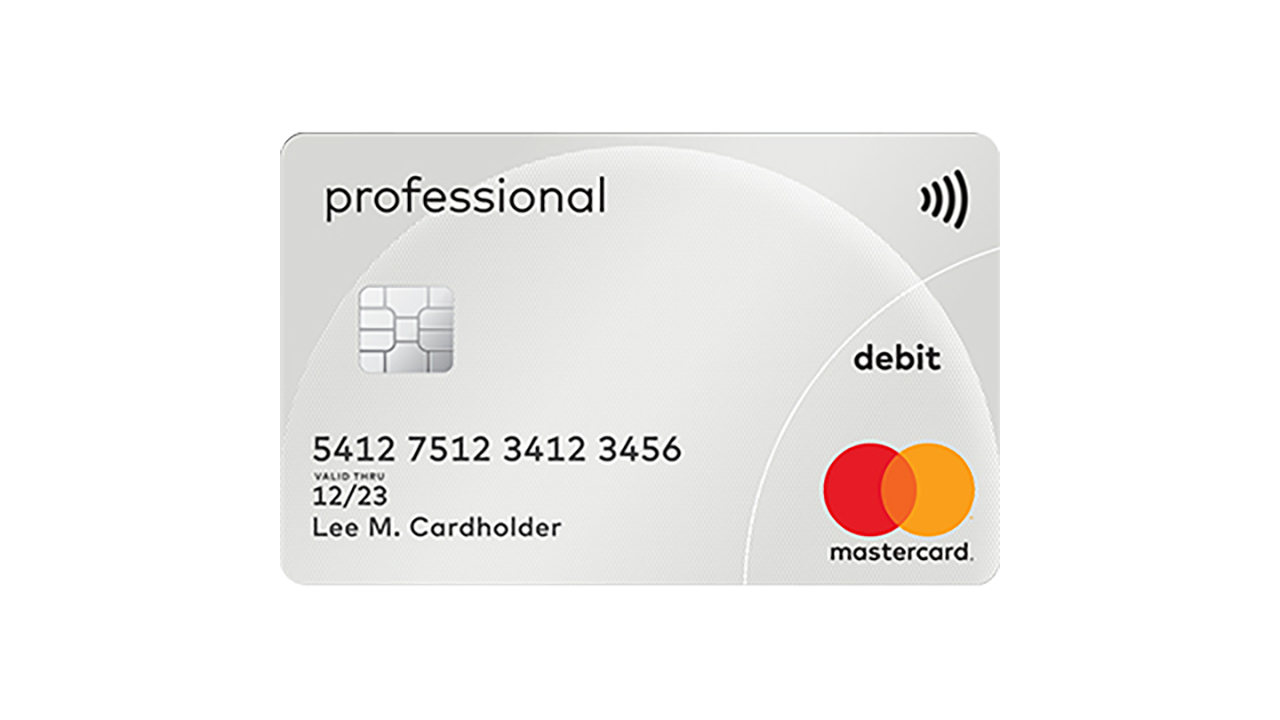 professional
debit
5412 7512 3412 3456
VALID THRU
12/23
Lee M. Cardholder
mastercard.